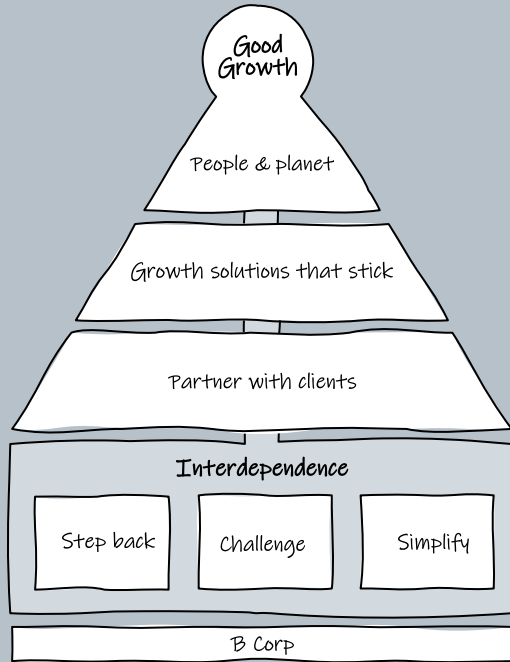 Good
Growth
People & planet
Growth solutions that stick
Partner with clients
Interdependence
Step back
Challenge
Simplify
B Corp